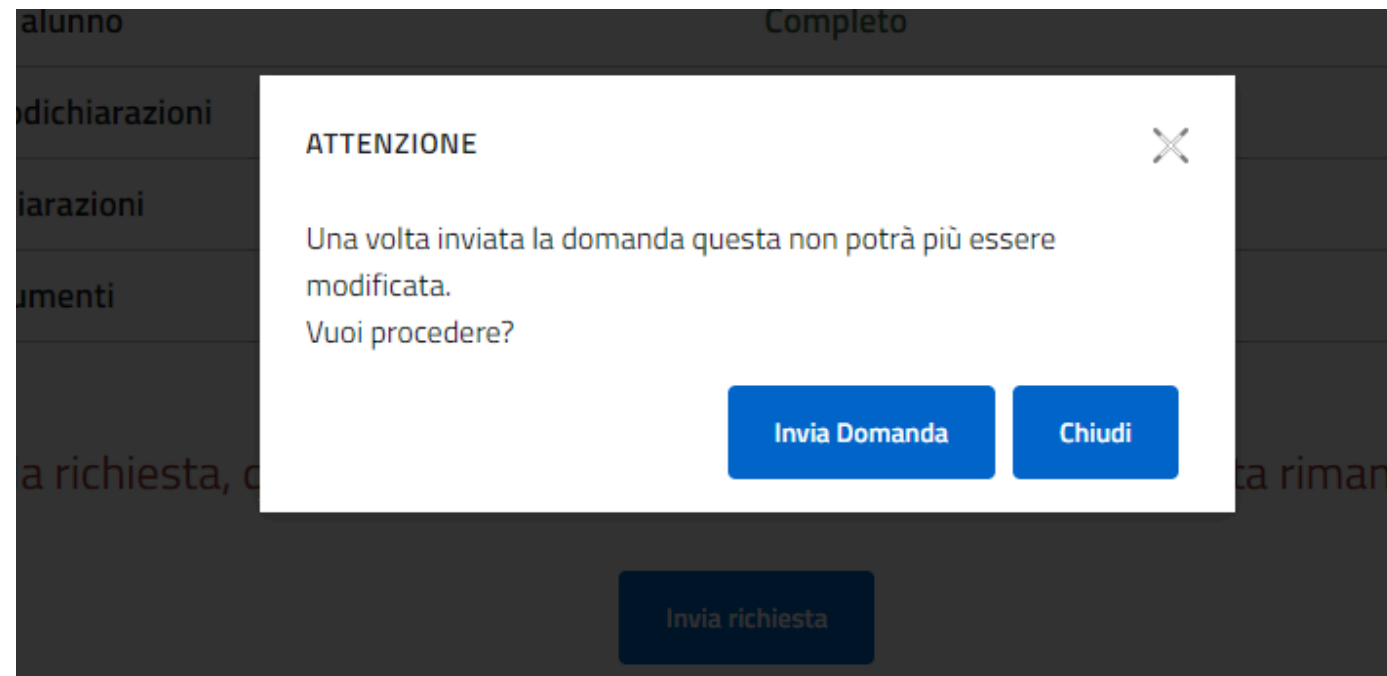 alunno Completo
odichiarazioni
ATTENZIONE
iarazioni
Una volta inviata la domanda questa non potrà più essere
modificata.
umenti
Vuoi procedere?
Invia Domanda Chiudi
a richiesta, ta riman
Invia richiesta